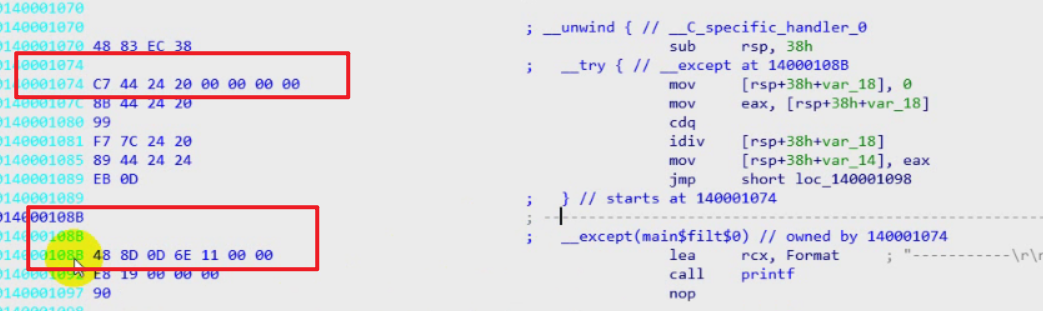 0140001070
0140001070 ; __unwind { // __C_specific_handler_0
0140001070 48 83 EC 38 sub rsp, 38h
0140001074 ; __try { // __except at 14000108B
0140001074 C7 44 24 20 00 00 00 00 mov [rsp+38h+var_18], 0
014000107C 8B 44 24 20 mov eax, [rsp+38h+var_18]
0140001080 99 cdq
0140001081 F7 7C 24 20 idiv [rsp+38h+var_18]
0140001085 89 44 24 24 mov [rsp+38h+var_14], eax
0140001089 EB 0D jmp short loc_140001098
0140001089 ; } // starts at 140001074
014000108B ; ---------------------------------------------------------------
014000108B ; __except(main$filt$0) // owned by 140001074
014000108B 48 8D 0D 6E 11 00 00 lea rcx, Format ; "-----------\r\n
0140001092 E8 19 00 00 00 call printf
0140001097 90 nop
0140001098